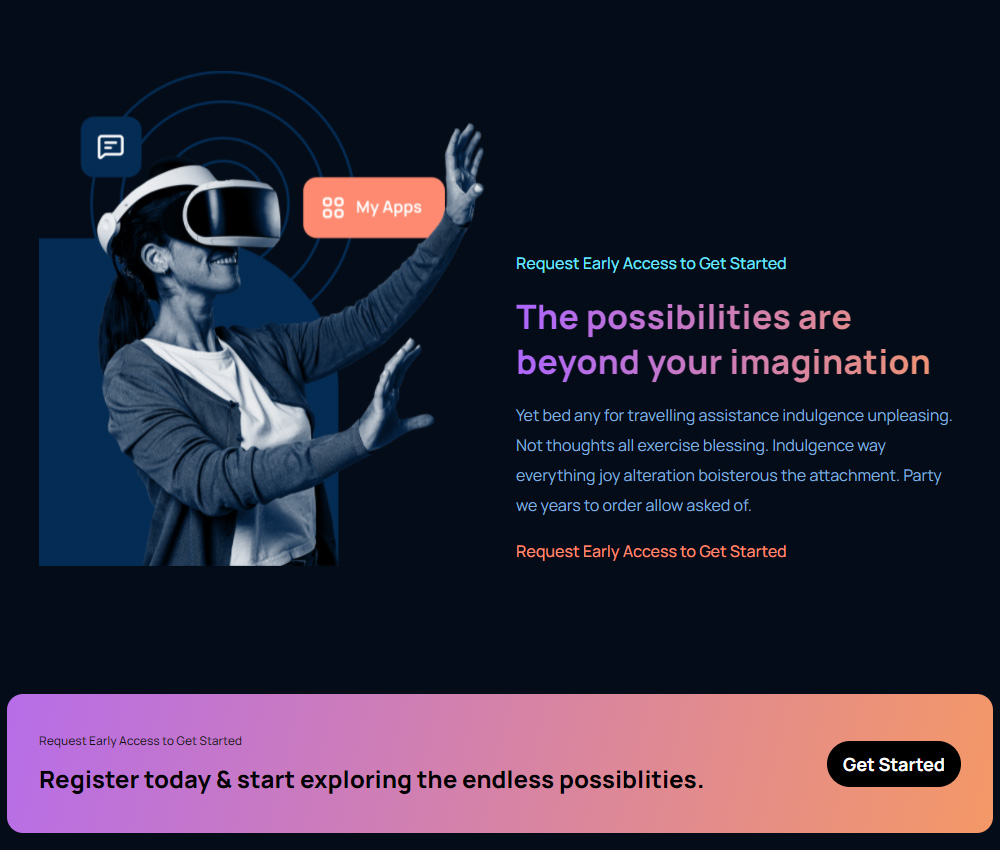 My Apps
Request Early Access to Get Started
The possibilities are
beyond your imagination
Yet bed any for travelling assistance indulgence unpleasing.
Not thoughts all exercise blessing. Indulgence way
everything joy alteration boisterous the attachment. Party
we years to order allow asked of.
Request Early Access to Get Started
Request Early Access to Get Started
Register today & start exploring the endless possiblities.
Get Started